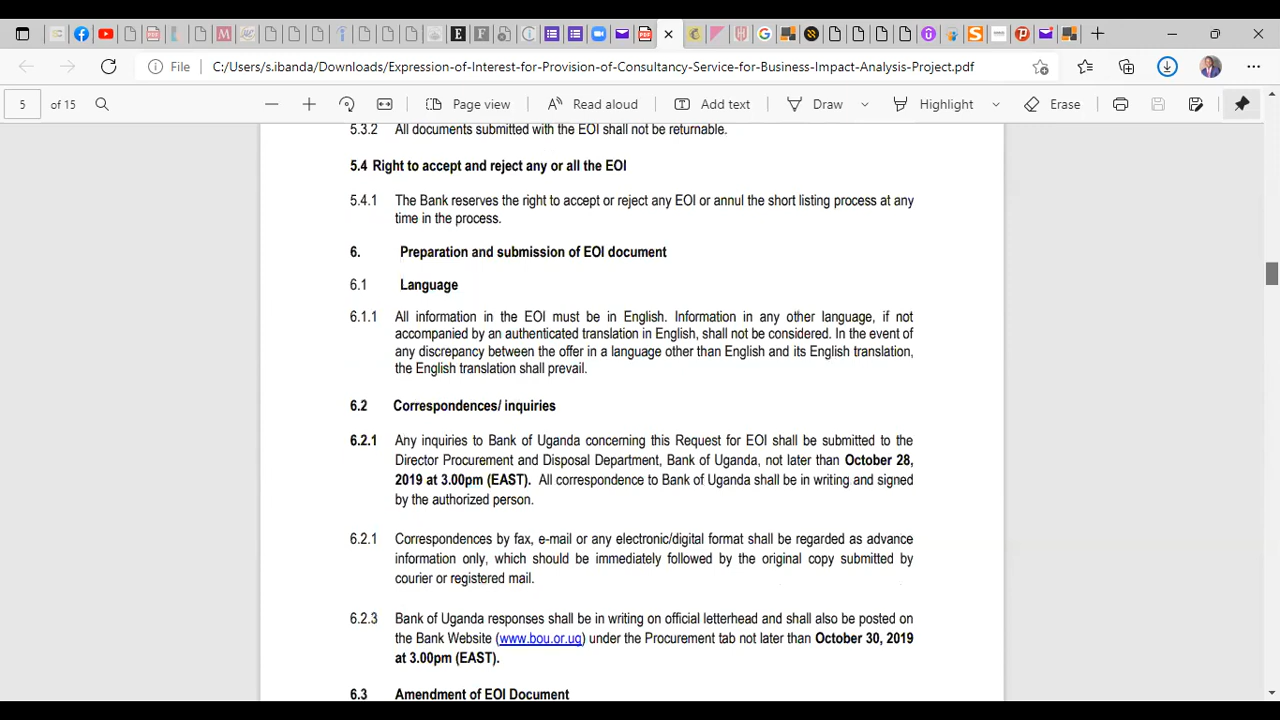 File
C:/Users/s.ibanda/Downloads/Expression-of-Interest-for-Provision-of-Consultancy-Service-for-Business-Impact-Analysis-Project.pdf
5 of 15
Page view
Read aloud
Add text
Draw
Highlight
Erase
5.3.2 All documents submitted with the EOI shall not be returnable.
5.4 Right to accept and reject any or all the EOI
5.4.1 The Bank reserves the right to accept or reject any EOI or annul the short listing process at any
time in the process.
6. Preparation and submission of EOI document
6.1 Language
6.1.1 All information in the EOI must be in English. Information in any other language, if not
accompanied by an authenticated translation in English, shall not be considered. In the event of
any discrepancy between the offer in a language other than English and its English translation,
the English translation shall prevail.
6.2 Correspondences/ inquiries
6.2.1 Any inquiries to Bank of Uganda concerning this Request for EOI shall be submitted to the
Director Procurement and Disposal Department, Bank of Uganda, not later than October 28,
2019 at 3.00pm (EAST). All correspondence to Bank of Uganda shall be in writing and signed
by the authorized person.
6.2.1 Correspondences by fax, e-mail or any electronic/digital format shall be regarded as advance
information only, which should be immediately followed by the original copy submitted by
courier or registered mail.
6.2.3 Bank of Uganda responses shall be in writing on official letterhead and shall also be posted on
the Bank Website (www.bou.or.ug) under the Procurement tab not later than October 30, 2019
at 3.00pm (EAST).
6.3 Amendment of EOI Document